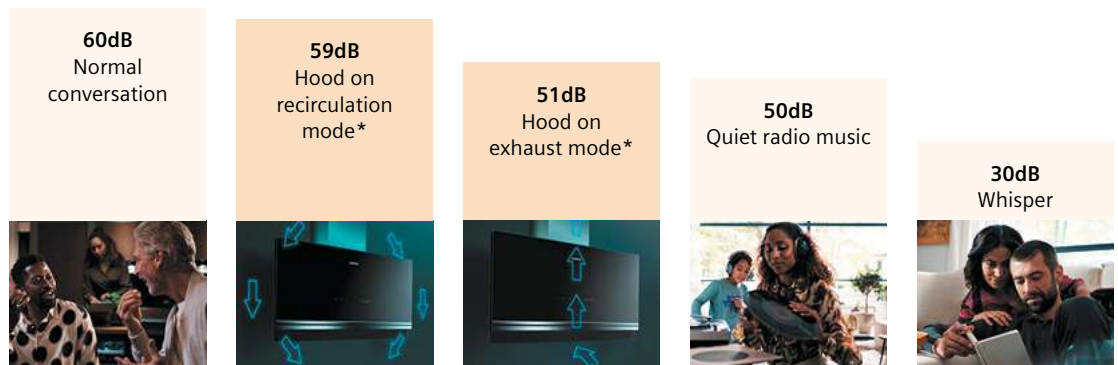 60dB
Normal
conversation
59dB
Hood on
recirculation
mode*
51dB
Hood on
exhaust mode*
50dB
Quiet radio music
30dB
Whisper